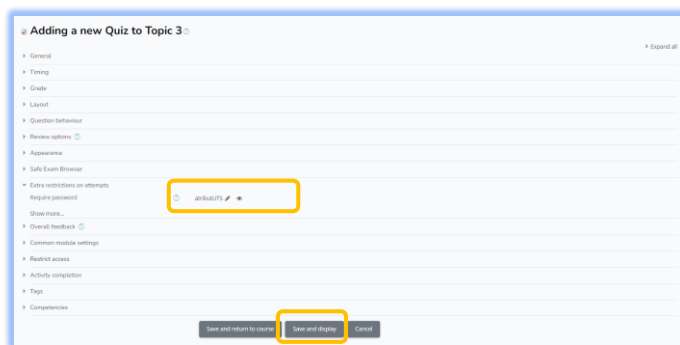 Adding a new Quiz to Topic 3
Expand all
General
Timing
Grade
Layout
Question behaviour
Review options
Appearance
Safe Exam Browser
Extra restrictions on attempts
Require password atributUTS
Show more...
Overall feedback
Common module settings
Restrict access
Activity completion
Tags
Competencies
Save and return to course Save and display Cancel